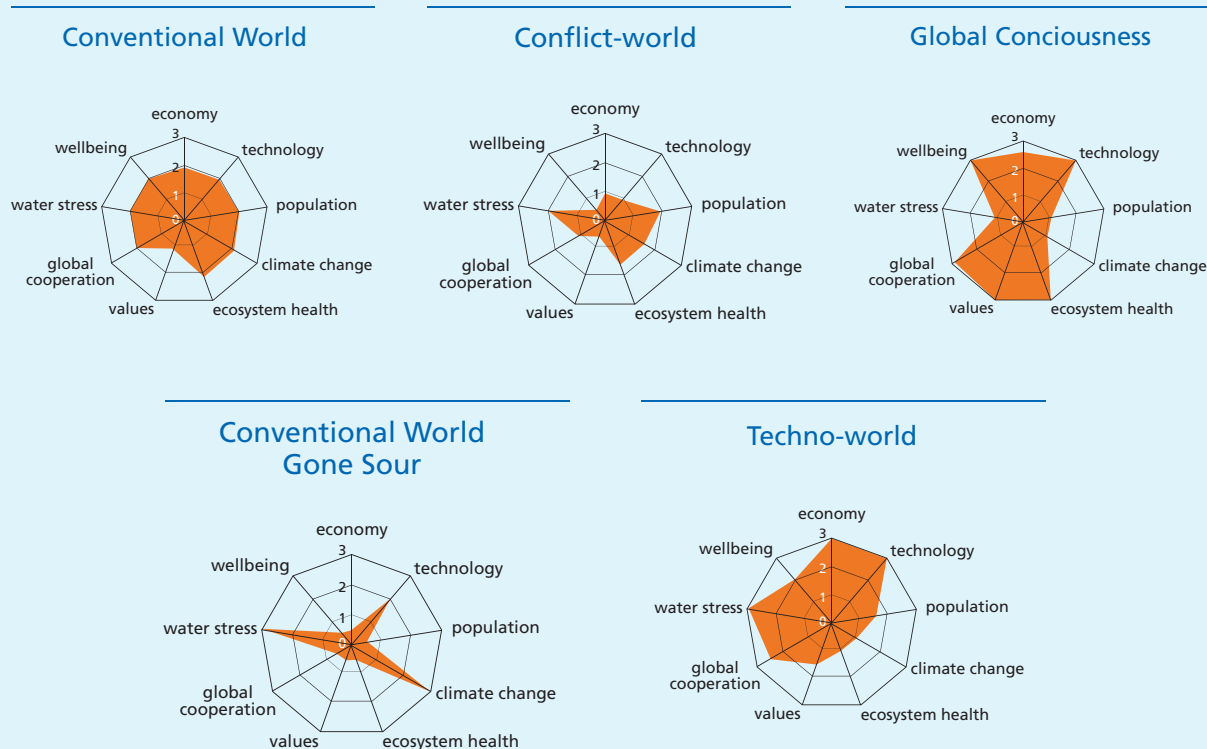 Conventional World
Conflict-world
Global Conciousness
economy
3
wellbeing
technology
2
water stress
population
1
0
global
cooperation
climate change
values
ecosystem health
economy
3
wellbeing
technology
2
water stress
population
1
0
global
cooperation
climate change
values
ecosystem health
economy
3
wellbeing
technology
2
water stress
population
1
0
global
cooperation
climate change
values
ecosystem health
Conventional World
Gone Sour
Techno-world
economy
3
wellbeing
technology
2
water stress
population
1
0
global
cooperation
climate change
values
ecosystem health
economy
3
wellbeing
technology
2
water stress
population
1
0
global
cooperation
climate change
values
ecosystem health